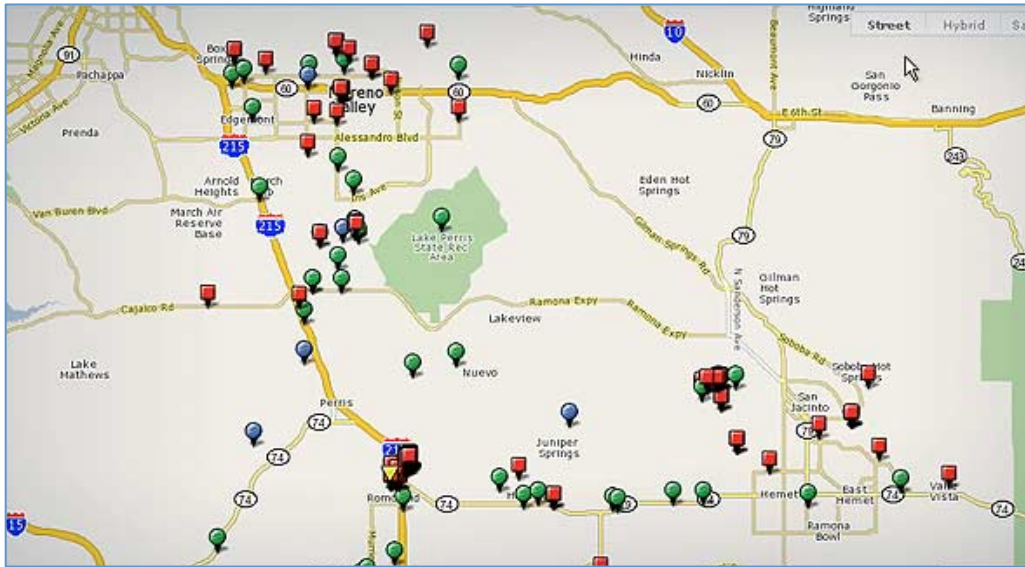 Highland
Springs
Street
Hybrid
10
Magnolia Ave
91
Pachappa
Box
Springs
Hinda
Nicklin
Beaumont Ave
San
Gorgonio
Pass
60
60
60
Valley
Banning
E 6th St
Victoria Ave
Edgemont
Alessandro Blvd
Prenda
215
79
243
Arnold
Heights
Eden Hot
Springs
Van Buren Blvd
March Air
Reserve
Base
215
Lake Perris
State Rec
Area
Gilman Springs Rd
79
N Sanderson Ave
Gilman
Hot
Springs
Cajalco Rd
Lakeview
Ramona Expy
Ramona Expy
Soboba Rd
Lake
Mathews
Nuevo
San
Jacinto
Perris
74
79
Juniper
Springs
74
74
74
Hemet
East
Hemet
74
Vista
74
15
Ramona
Bowl